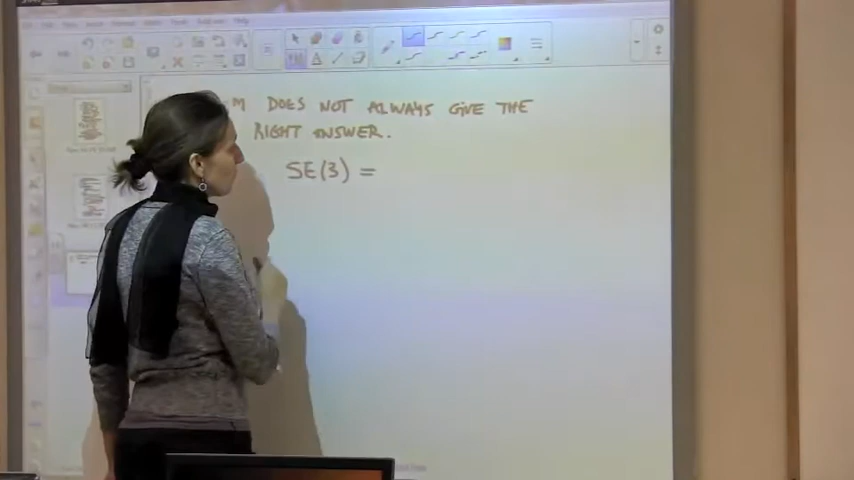 DOES NOT ALWAYS GIVE THE
RIGHT ANSWER.
SE(3) =